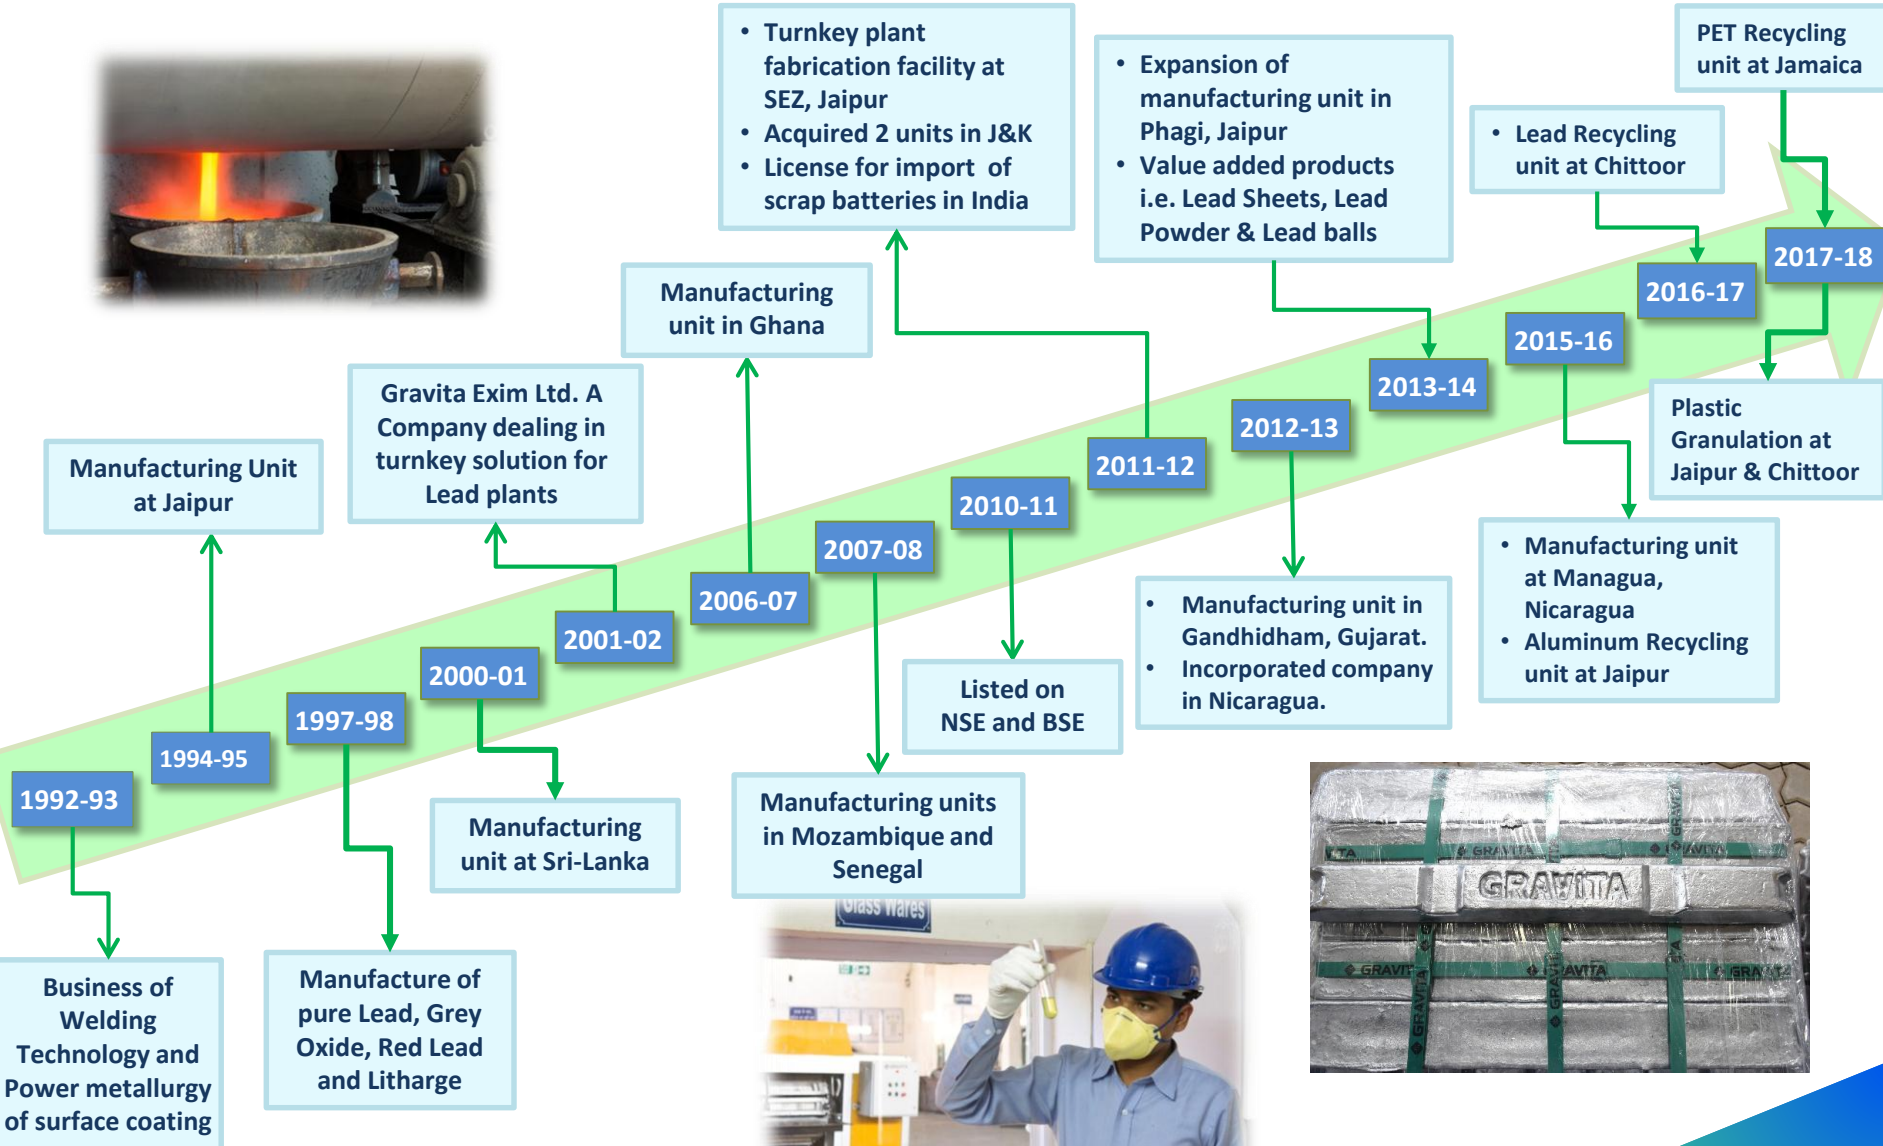 • Turnkey plant
fabrication facility at
SEZ, Jaipur
• Acquired 2 units in J&K
• License for import of
scrap batteries in India
• Expansion of
manufacturing unit in
Phagi, Jaipur
• Value added products
i.e. Lead Sheets, Lead
Powder & Lead balls
PET Recycling
unit at Jamaica
• Lead Recycling
unit at Chittoor
Manufacturing
unit in Ghana
Gravita Exim Ltd. A
Company dealing in
turnkey solution for
Lead plants
Manufacturing Unit
at Jaipur
1992-93
1994-95
1997-98
2000-01
2001-02
2006-07
2007-08
2010-11
2011-12
2012-13
2013-14
2015-16
2016-17
2017-18
Plastic
Granulation at
Jaipur & Chittoor
• Manufacturing unit
at Managua,
Nicaragua
• Aluminum Recycling
unit at Jaipur
• Manufacturing unit in
Gandhidham, Gujarat.
• Incorporated company
in Nicaragua.
Listed on
NSE and BSE
Manufacturing units
in Mozambique and
Senegal
Manufacturing
unit at Sri-Lanka
Manufacture of
pure Lead, Grey
Oxide, Red Lead
and Litharge
Business of
Welding
Technology and
Power metallurgy
of surface coating
Glass Wares
GRAVITA
GRAVITA
GRAVITA
GRAVITA
GRAVITA
GRAVITA
GRAVITA